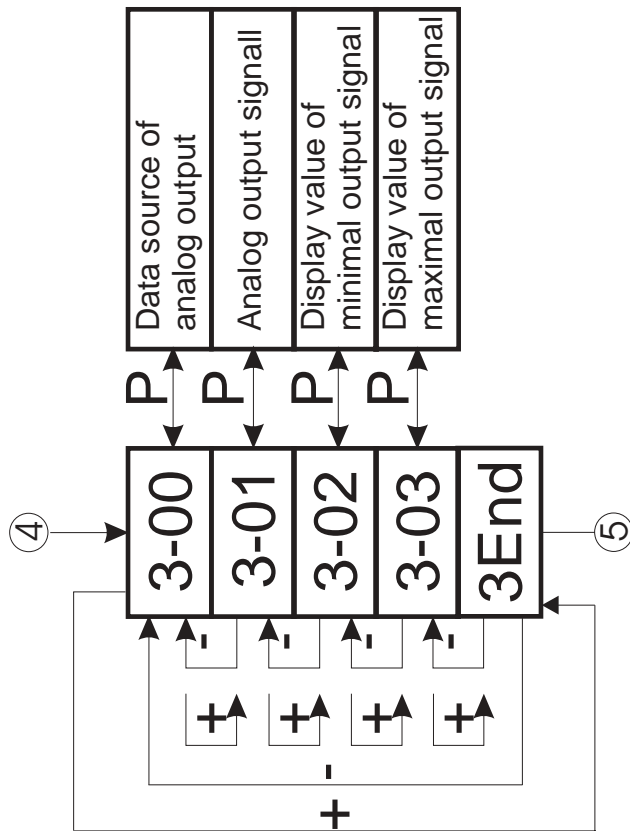 ④
3-00
P
Data source of
analog output
+
-
3-01
P
Analog output signall
+
-
+
-
3-02
P
Display value of
minimal output signal
+
-
3-03
P
Display value of
maximal output signal
+
-
3End
⑤